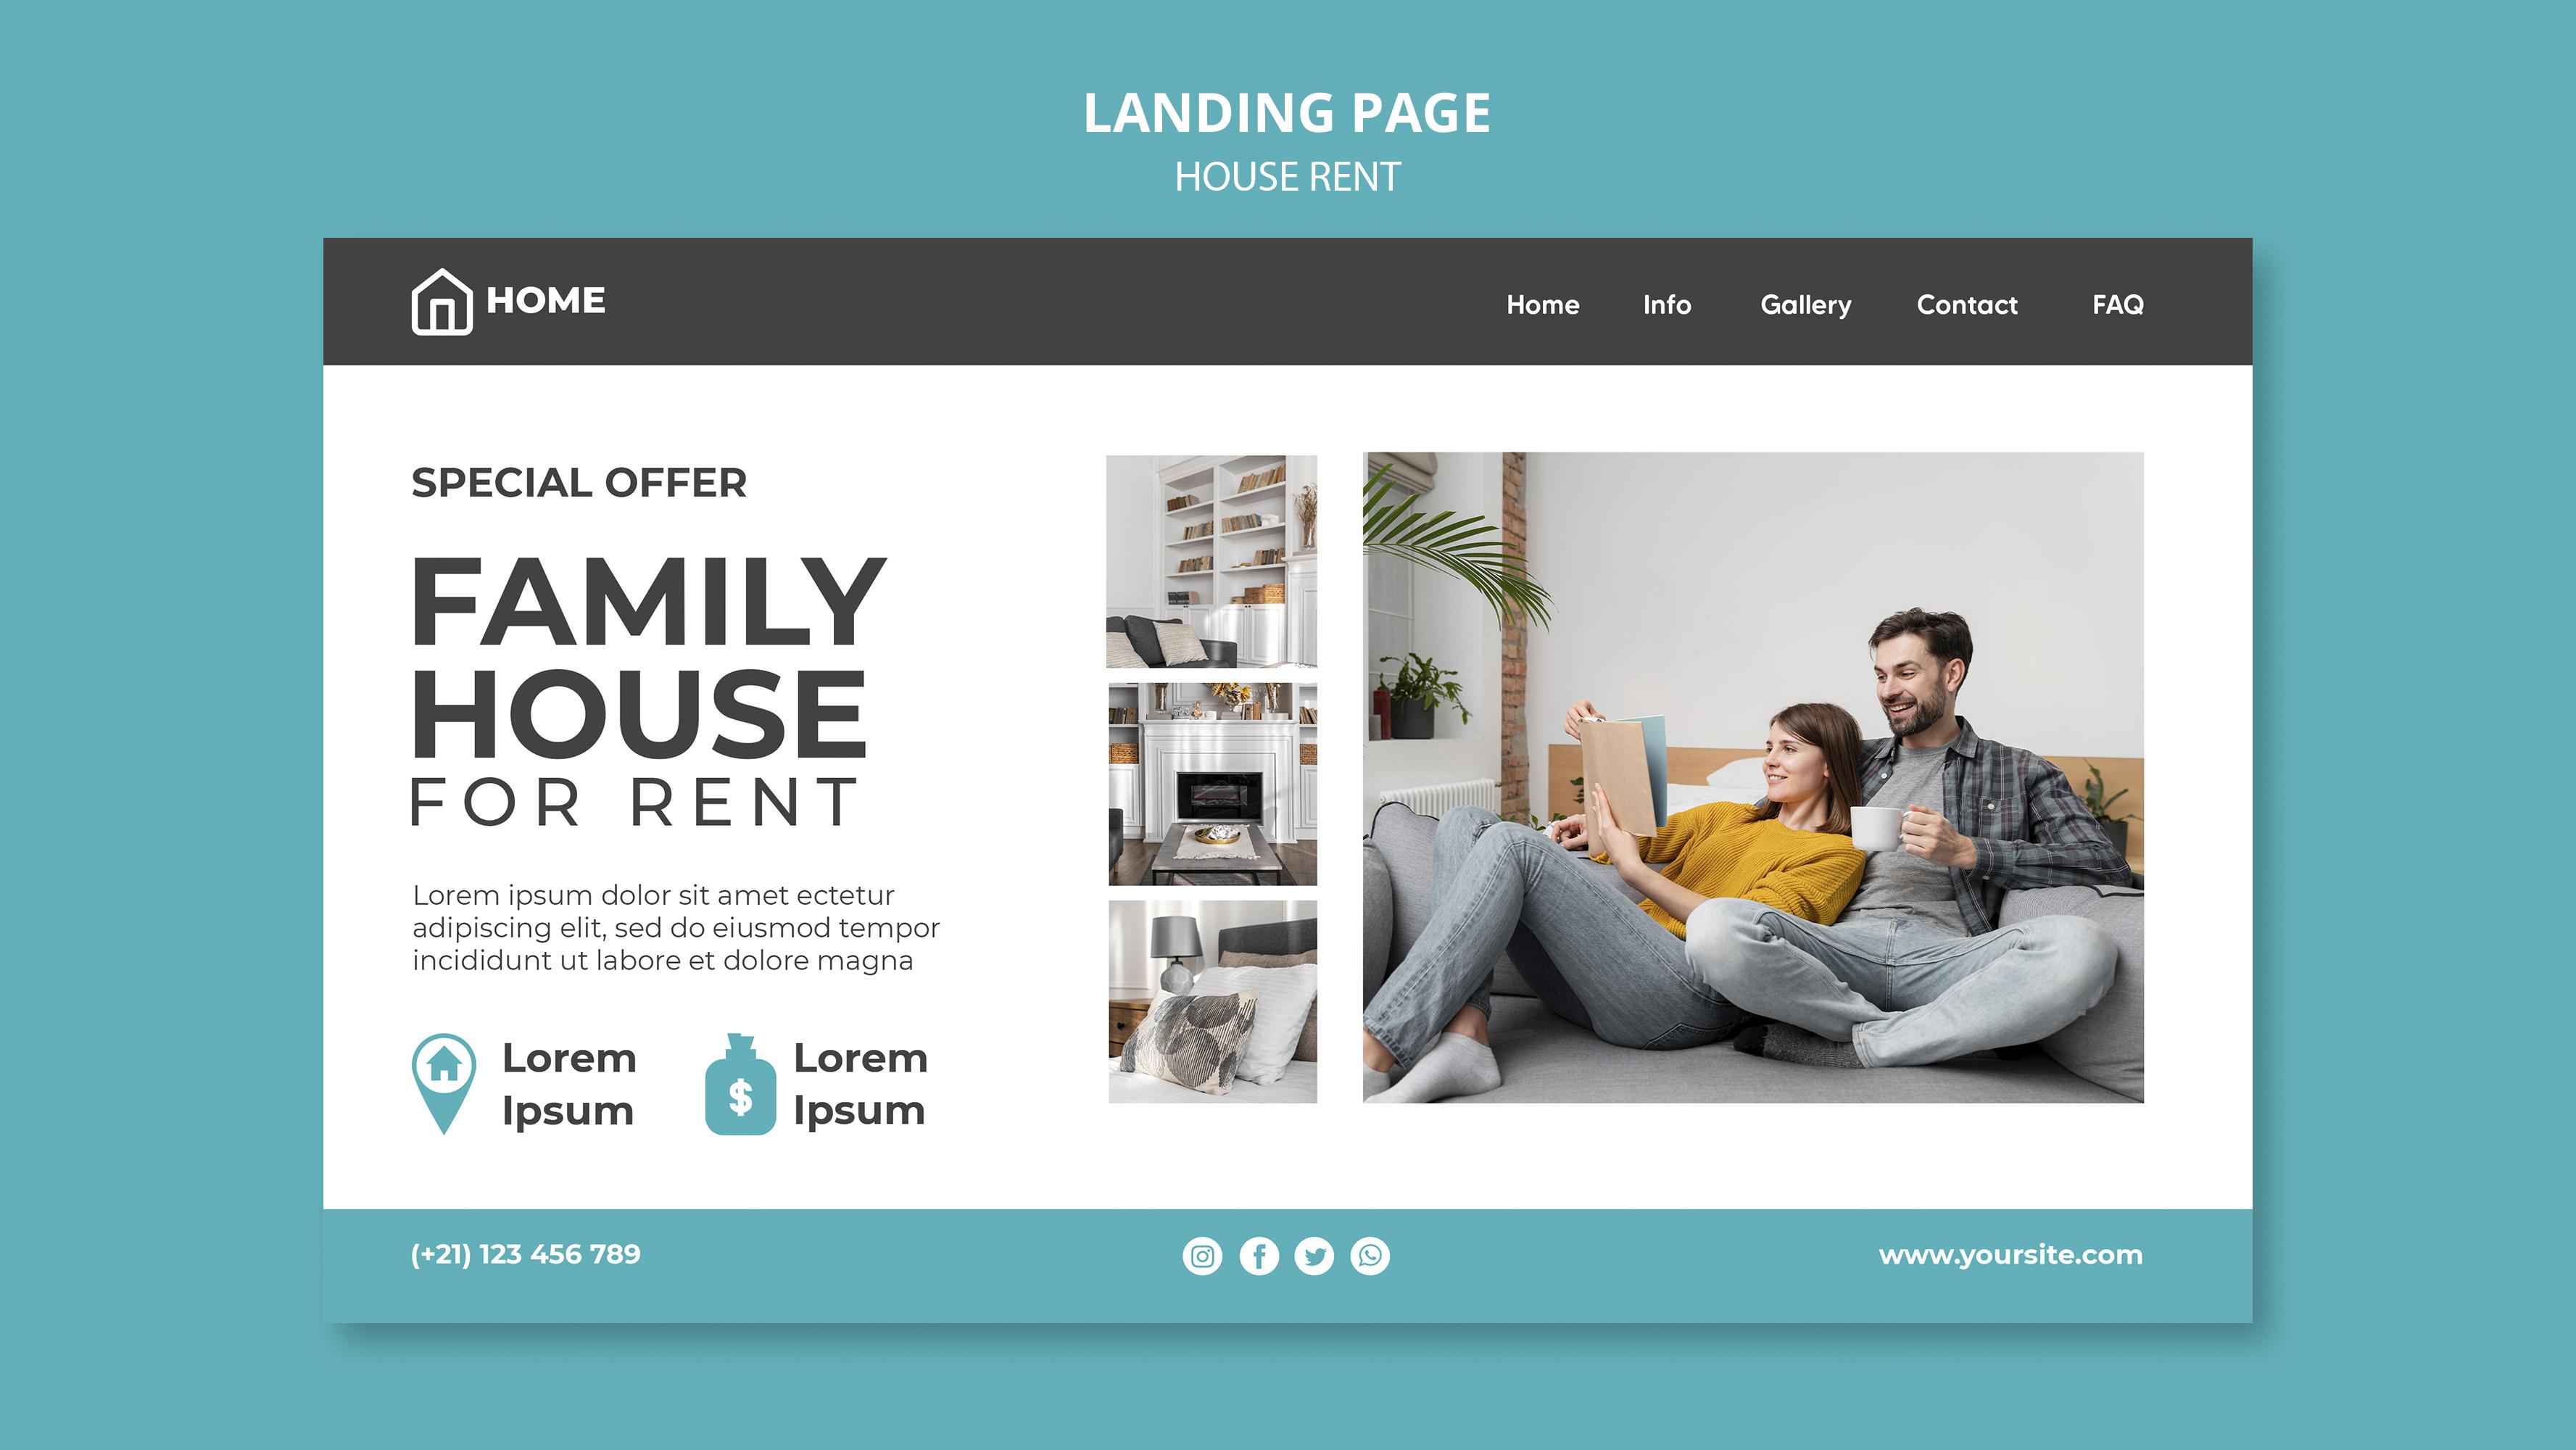 LANDING PAGE
HOUSE RENT
HOME
Home Info Gallery Contact FAQ
SPECIAL OFFER
FAMILY
HOUSE
FOR RENT
Lorem ipsum dolor sit amet ectetur
adipiscing elit, sed do eiusmod tempor
incididunt ut labore et dolore magna
Lorem
Ipsum
$
Lorem
Ipsum
(+21) 123 456 789
www.yoursite.com